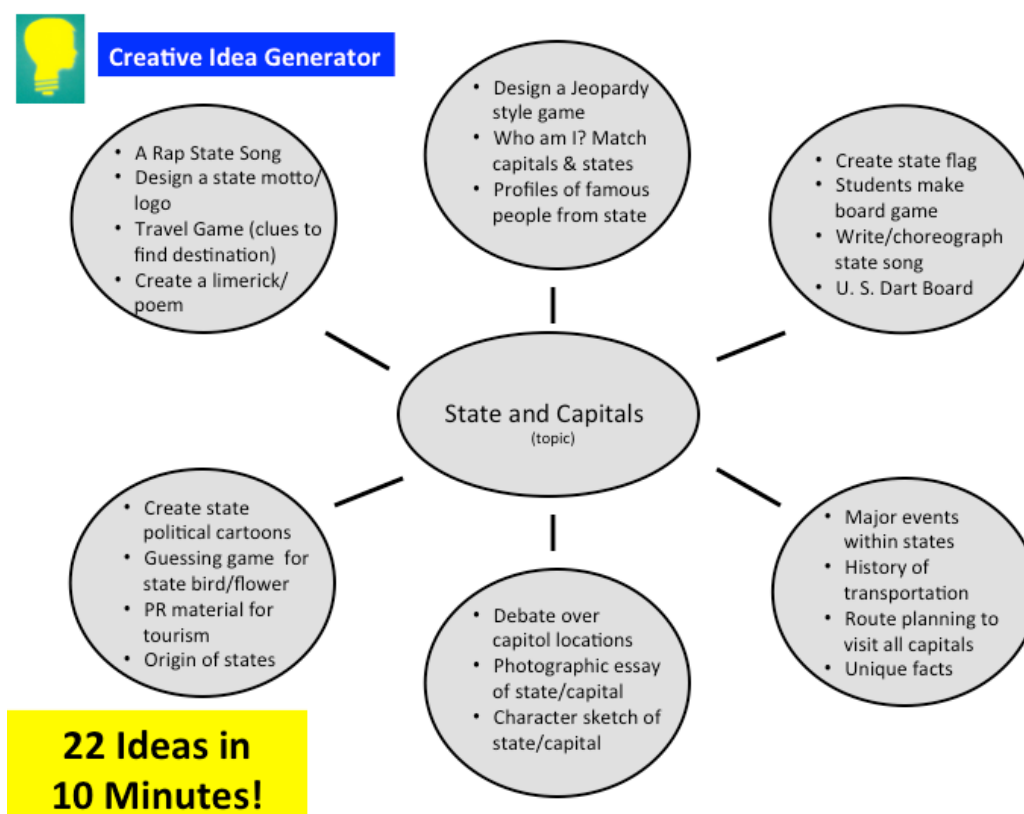 Creative Idea Generator
• Design a Jeopardy
style game
• Who am I? Match
capitals & states
• Profiles of famous
people from state
• A Rap State Song
• Design a state motto/
logo
• Travel Game (clues to
find destination)
• Create a limerick/
poem
• Create state flag
• Students make
board game
• Write/choreograph
state song
• U. S. Dart Board
State and Capitals
(topic)
• Create state
political cartoons
• Guessing game for
state bird/flower
• PR material for
tourism
• Origin of states
• Debate over
capitol locations
• Photographic essay
of state/capital
• Character sketch of
state/capital
• Major events
within states
• History of
transportation
• Route planning to
visit all capitals
• Unique facts
22 Ideas in
10 Minutes!